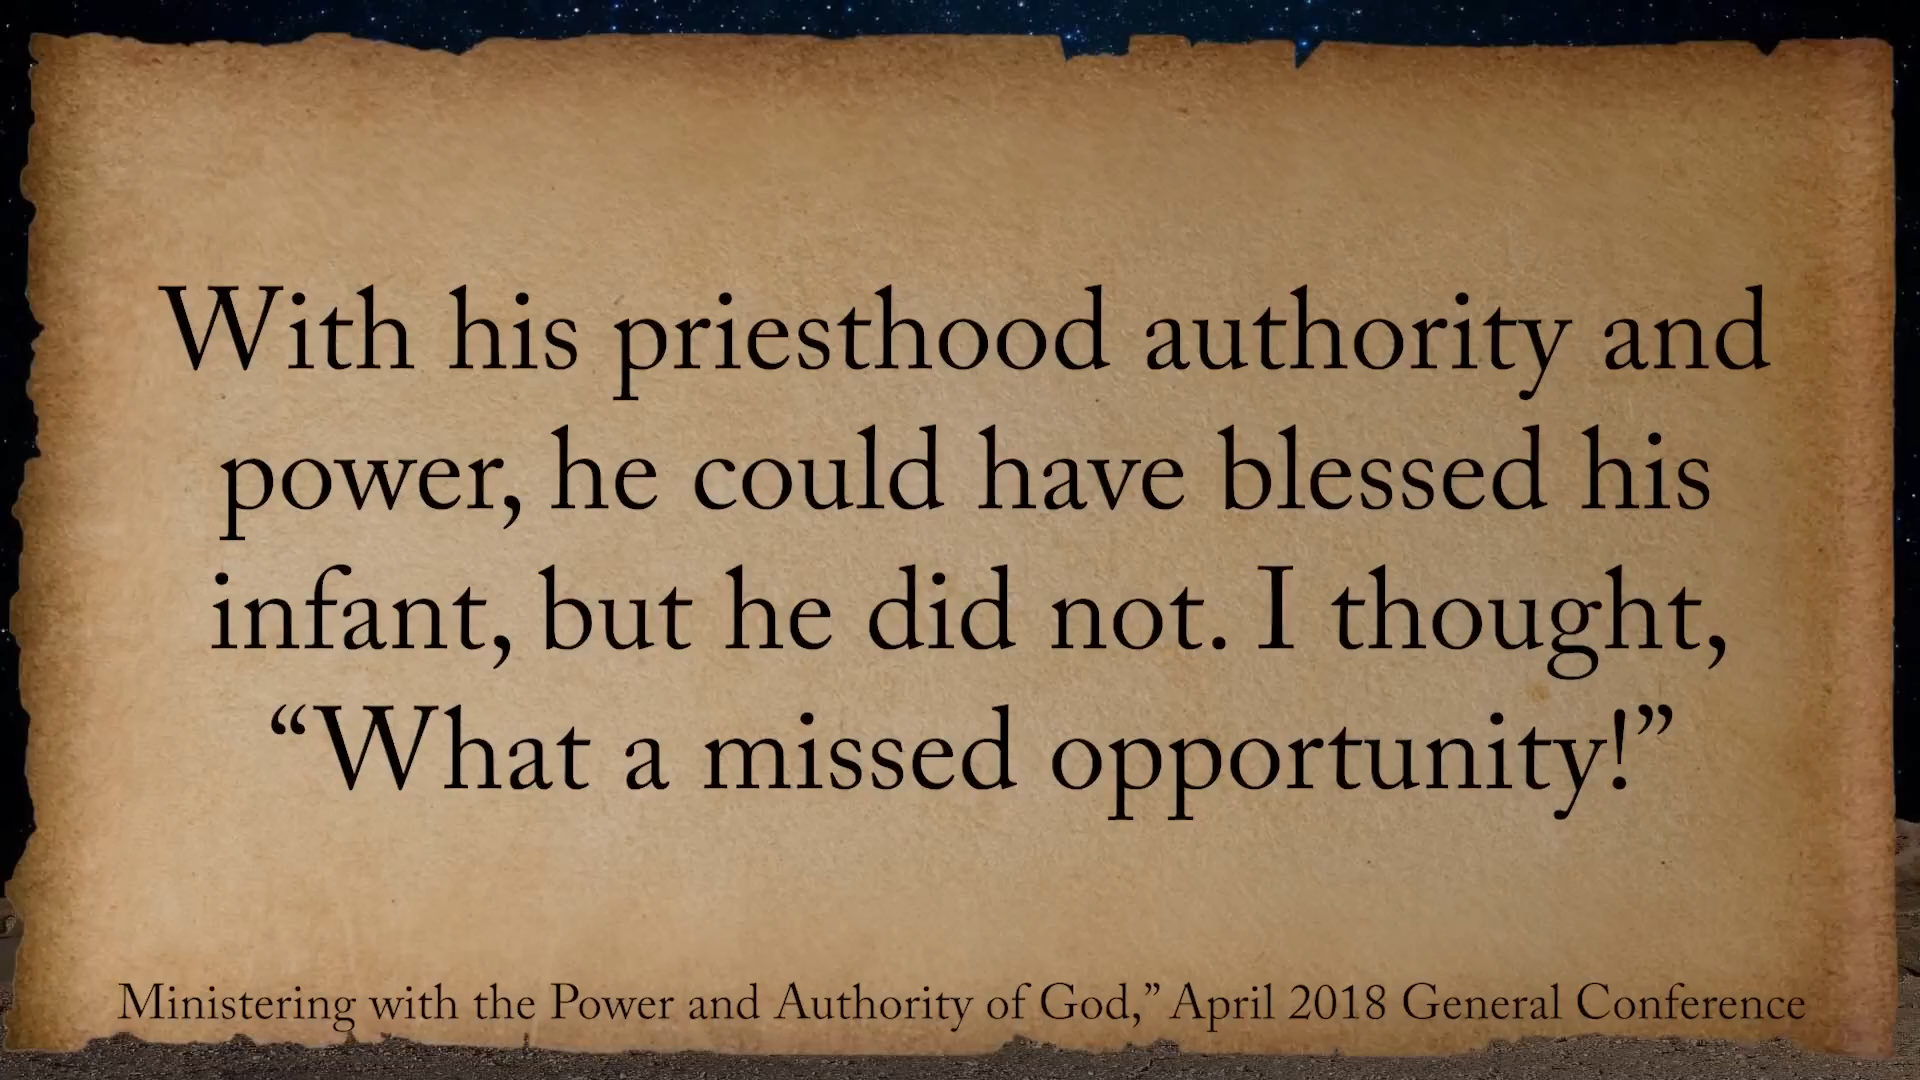 With his priesthood authority and
power, he could have blessed his
infant, but he did not. I thought,
“What a missed opportunity!”
Ministering with the Power and Authority of God,” April 2018 General Conference